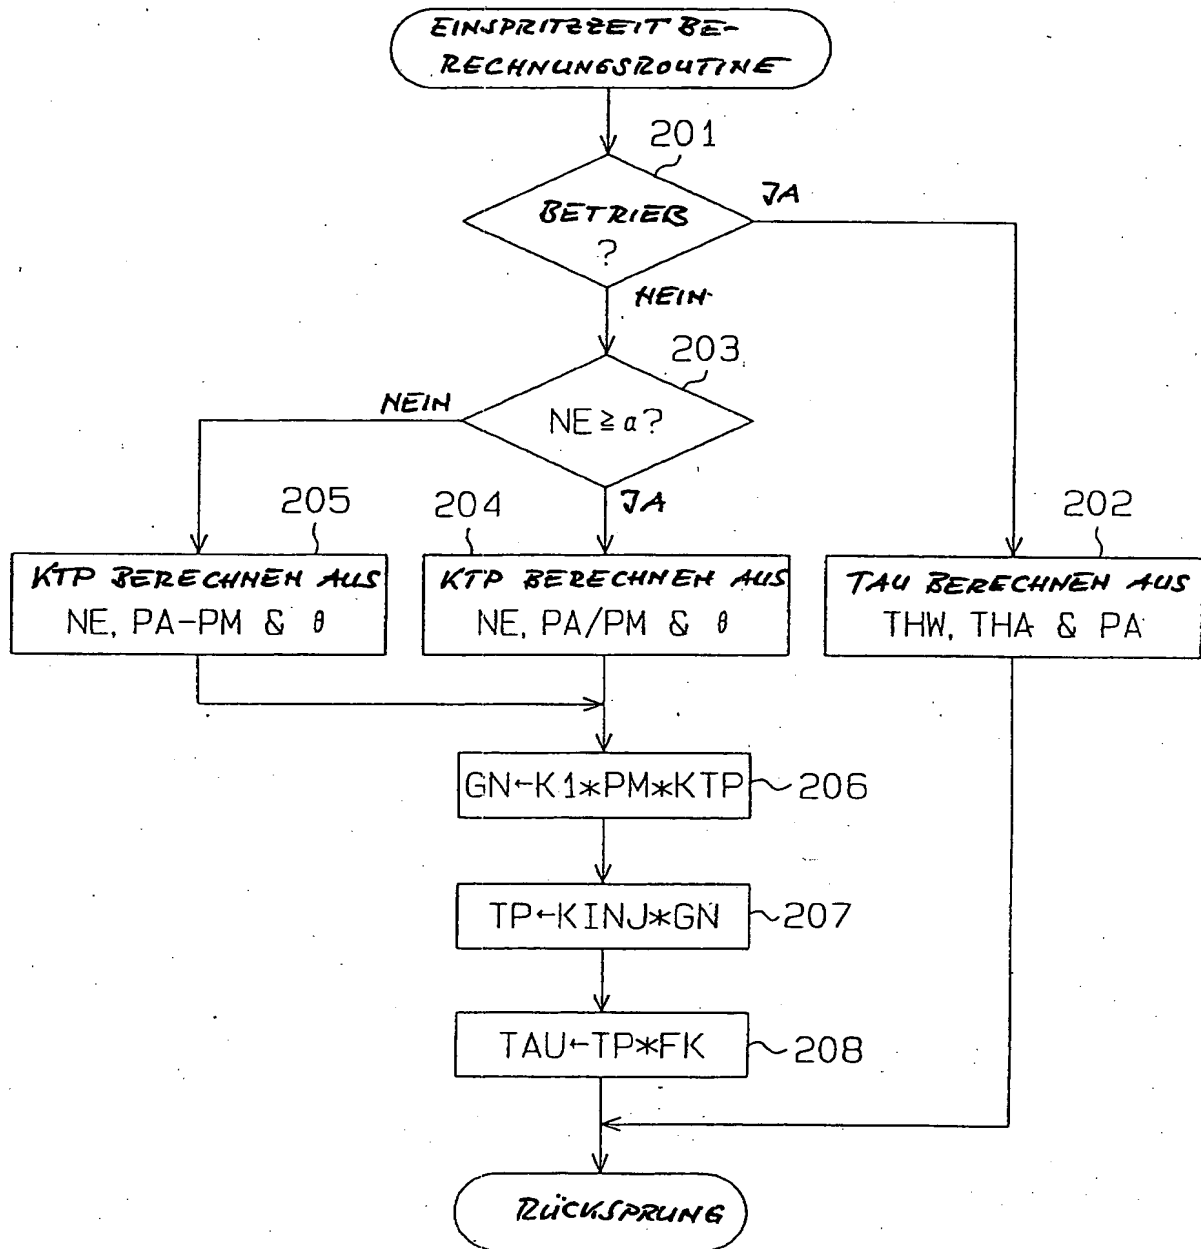 EINSPRITZZEIT BE-
RECHNUNGSROUTINE
201
BETRIEB
?
JA
NEIN
203
NE ≧ α?
NEIN
JA
205
KTP BERECHNEN AUS
NE, PA-PM & θ
204
KTP BERECHNEN AUS
NE, PA/PM & θ
202
TAU BERECHNEN AUS
THW, THA & PA
GN←K1*PM*KTP
206
TP←KINJ*GN
207
TAU←TP*FK
208
RÜCKSPRUNG